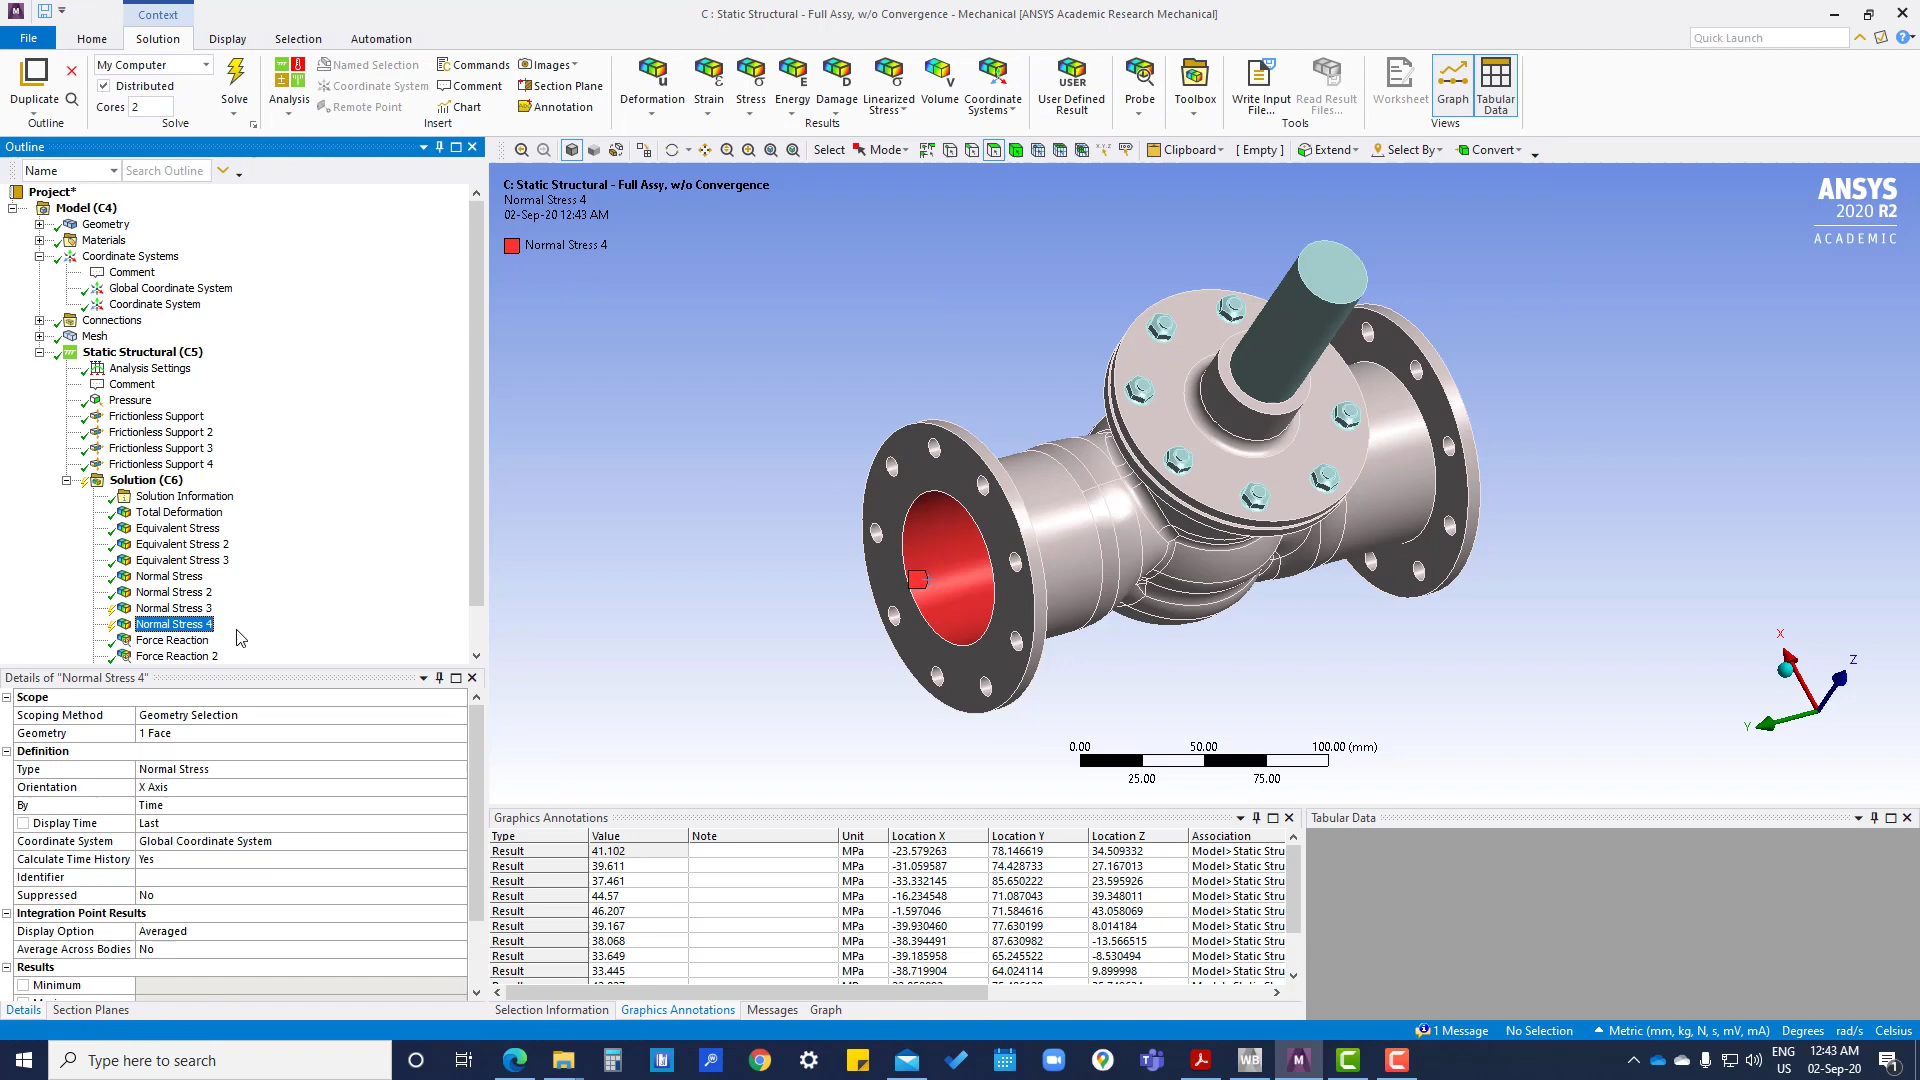 Context
C : Static Structural - Full Assy, w/o Convergence - Mechanical [ANSYS Academic Research Mechanical]
File Home Solution Display Selection Automation
Quick Launch
My Computer
Distributed
Cores 2
Duplicate
Outline
Solve
Solve
Analysis
Named Selection
Coordinate System
Remote Point
Commands
Comment
Chart
Images
Section Plane
Annotation
Insert
Deformation
Strain
Stress
Energy
Damage
Linearized Stress
Volume
Coordinate Systems
Results
User Defined Result
Probe
Toolbox
Write Input File...
Read Result Files...
Tools
Worksheet
Graph
Tabular Data
Views
Outline
Name
Search Outline
Select Mode
Clipboard [ Empty ] Extend Select By Convert
Project*
Model (C4)
Geometry
Materials
Coordinate Systems
Comment
Global Coordinate System
Coordinate System
Connections
Mesh
Static Structural (C5)
Analysis Settings
Comment
Pressure
Frictionless Support
Frictionless Support 2
Frictionless Support 3
Frictionless Support 4
Solution (C6)
Solution Information
Total Deformation
Equivalent Stress
Equivalent Stress 2
Equivalent Stress 3
Normal Stress
Normal Stress 2
Normal Stress 3
Normal Stress 4
Force Reaction
Force Reaction 2
C: Static Structural - Full Assy, w/o Convergence
Normal Stress 4
02-Sep-20 12:43 AM
Normal Stress 4
ANSYS
2020 R2
ACADEMIC
X
Y
Z
0.00 50.00 100.00 (mm)
25.00 75.00
Details of "Normal Stress 4"
Scope
Scoping Method Geometry Selection
Geometry 1 Face
Definition
Type Normal Stress
Orientation X Axis
By Time
Display Time Last
Coordinate System Global Coordinate System
Calculate Time History Yes
Identifier
Suppressed No
Integration Point Results
Display Option Averaged
Average Across Bodies No
Results
Minimum
Details Section Planes
Graphics Annotations
Type Value Note Unit Location X Location Y Location Z Association
Result 41.102 MPa -23.579263 78.146619 34.509332 Model>Static Stru
Result 39.611 MPa -31.059587 74.428733 27.167013 Model>Static Stru
Result 37.461 MPa -33.332145 85.650222 23.595926 Model>Static Stru
Result 44.57 MPa -16.234548 71.087043 39.348011 Model>Static Stru
Result 46.207 MPa -1.597046 71.584616 43.058069 Model>Static Stru
Result 39.167 MPa -39.930460 77.630199 8.014184 Model>Static Stru
Result 38.068 MPa -38.394491 87.630982 -13.566515 Model>Static Stru
Result 33.649 MPa -39.185958 65.245522 -8.530494 Model>Static Stru
Result 33.445 MPa -38.719904 64.024114 9.899998 Model>Static Stru
Selection Information Graphics Annotations Messages Graph
Tabular Data
1 Message No Selection Metric (mm, kg, N, s, mV, mA) Degrees rad/s Celsius
Type here to search
WB
M
ENG
US
12:43 AM
02-Sep-20
1